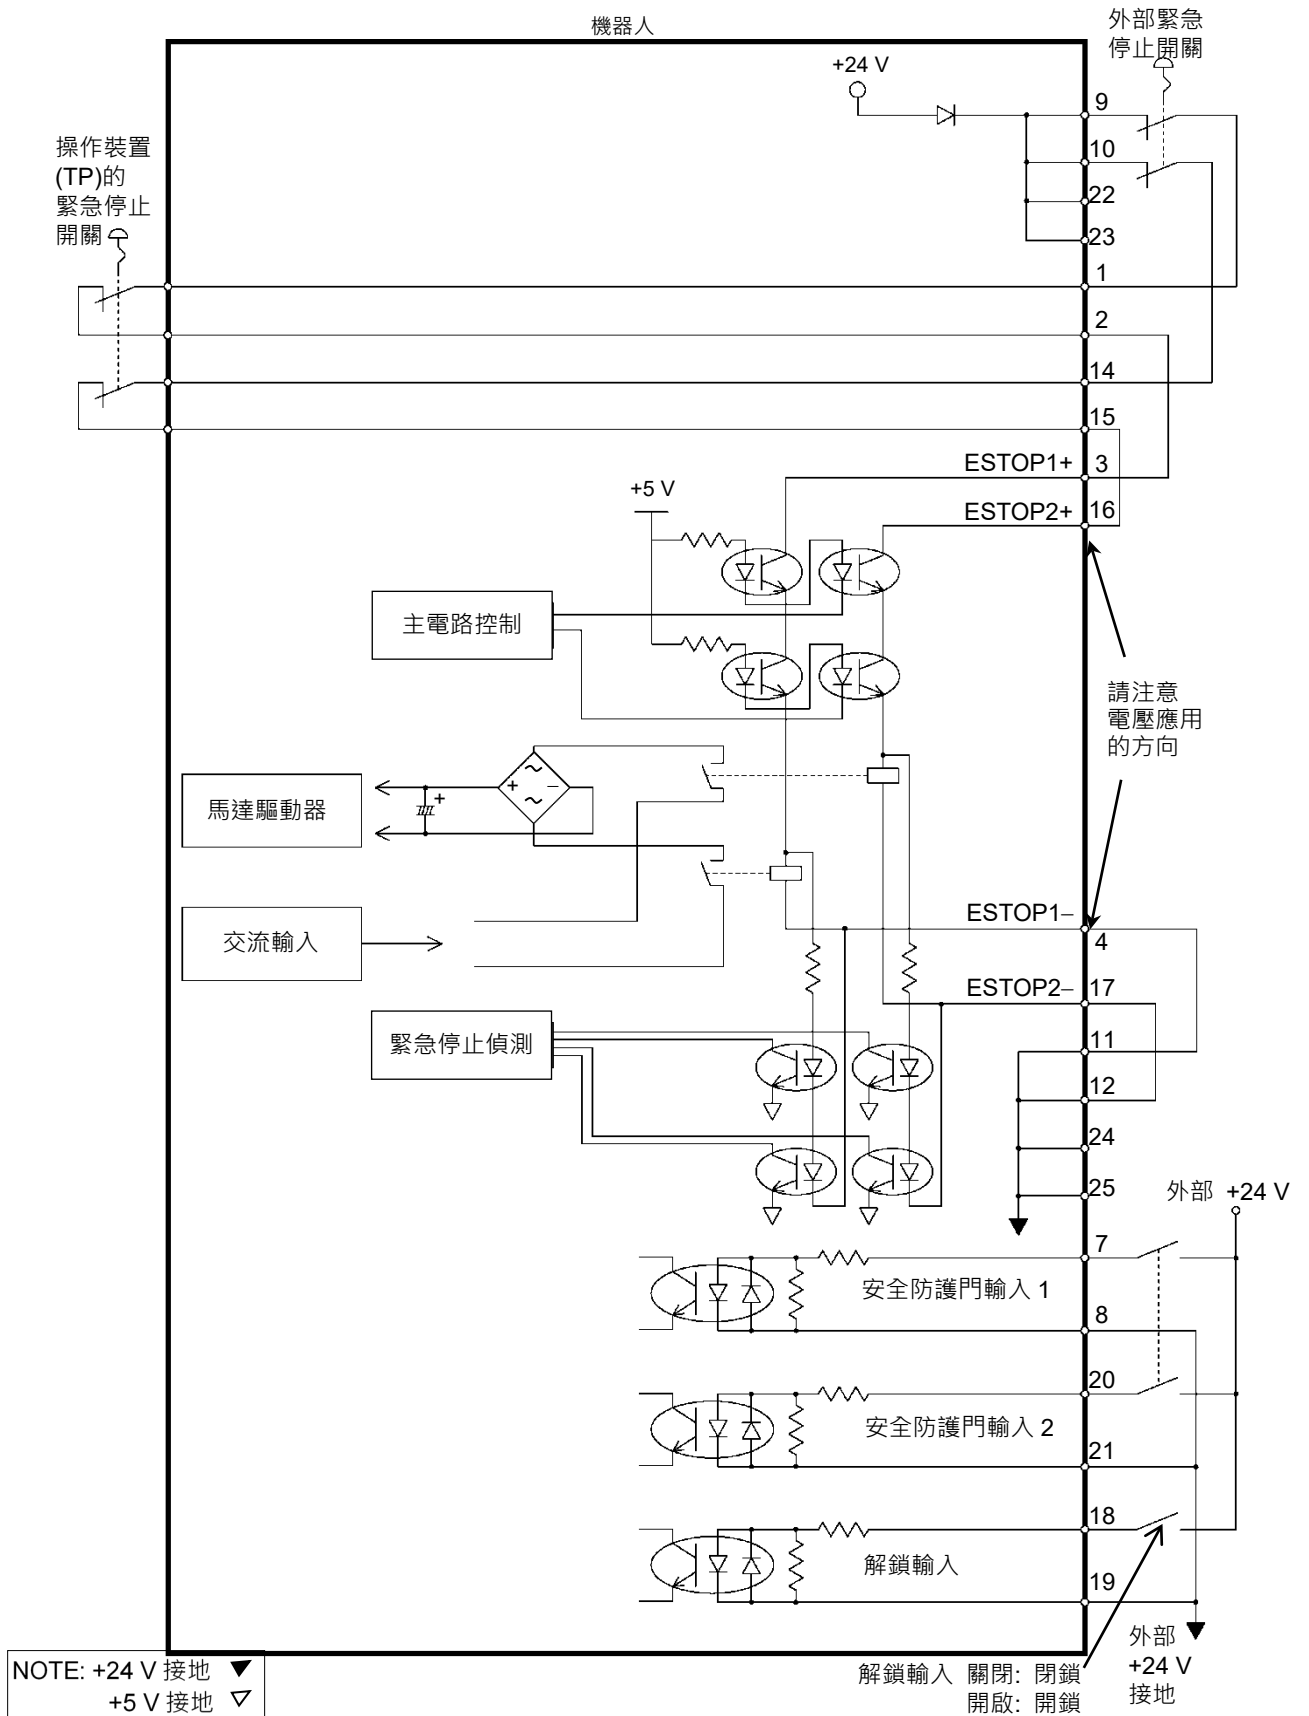 機器人
外部緊急
停止開關
+24 V
9
10
22
23
操作裝置
(TP)的
緊急停止
開關
1
2
14
15
ESTOP1+ 3
ESTOP2+ 16
+5 V
主電路控制
請注意
電壓應用
的方向
馬達驅動器
+
+
−
交流輸入
ESTOP1−
4
ESTOP2− 17
緊急停止偵測
11
12
24
25
外部 +24 V
7
安全防護門輸入 1
8
20
安全防護門輸入 2
21
18
解鎖輸入
19
外部
+24 V
接地
解鎖輸入 關閉: 閉鎖
開啟: 開鎖
NOTE: +24 V 接地 ▼
+5 V 接地 ▽